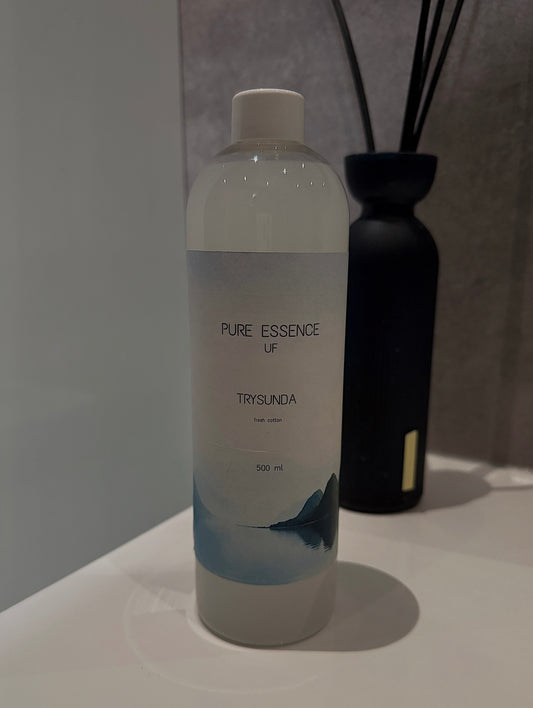 PURE ESSENCE
UF
TRYSUNDA
fresh cotton
500 ml